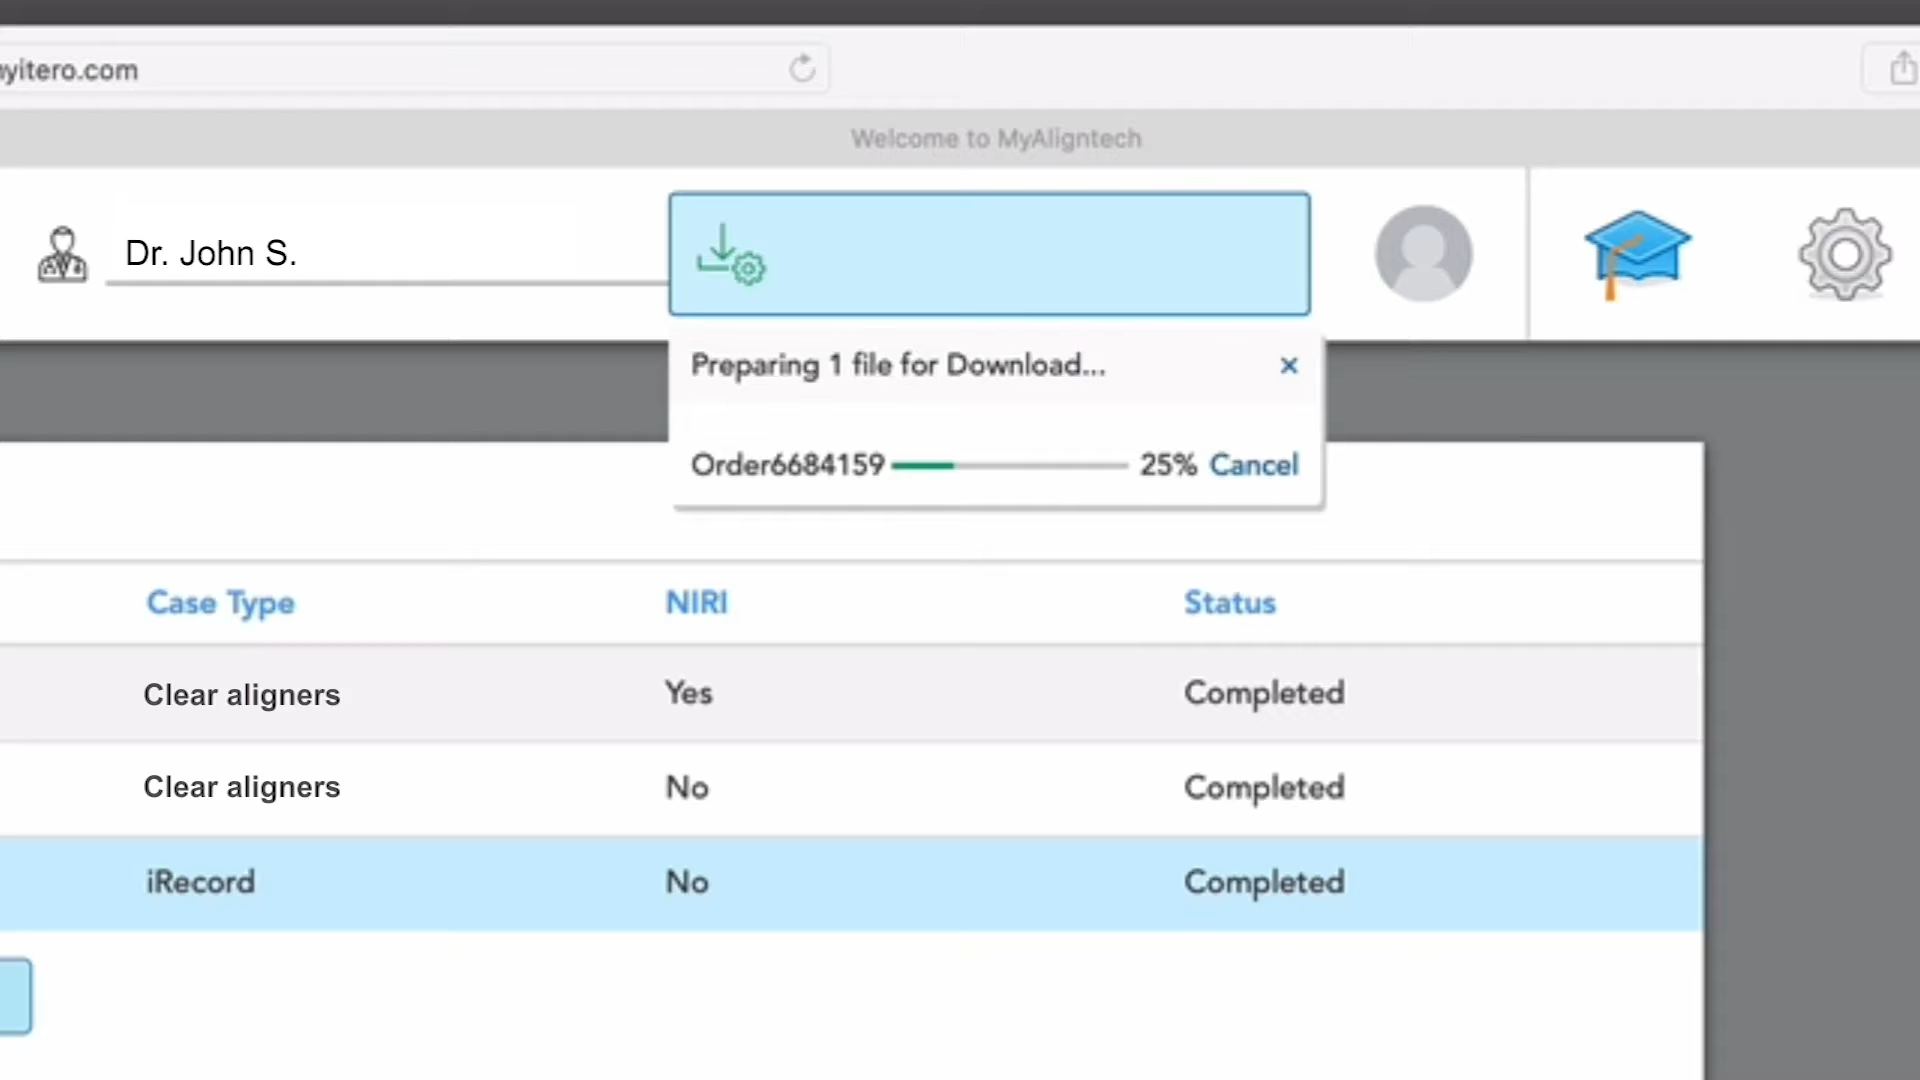 yitero.com
Welcome to MyAligntech
Dr. John S.
Preparing 1 file for Download...
×
Order6684159 25% Cancel
Case Type NIRI Status
Clear aligners Yes Completed
Clear aligners No Completed
iRecord No Completed